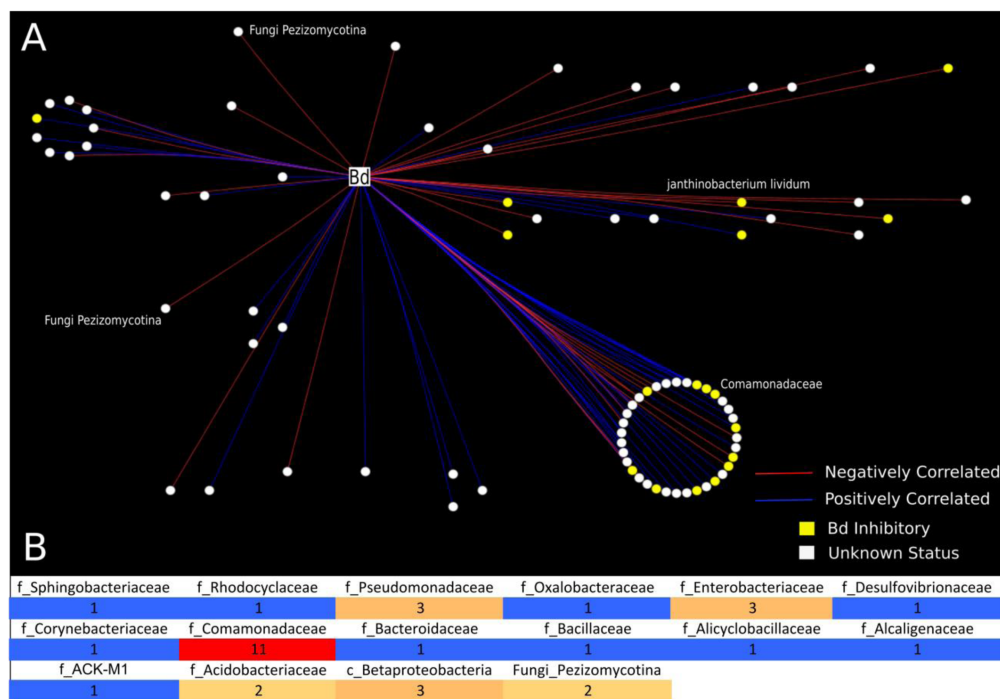 A
Fungi Pezizomycotina
Bd
janthinobacterium lividum
Fungi Pezizomycotina
Comamonadaceae
Negatively Correlated
Positively Correlated
Bd Inhibitory
Unknown Status
B
f_Sphingobacteriaceae f_Rhodocyclaceae f_Pseudomonadaceae f_Oxalobacteraceae f_Enterobacteriaceae f_Desulfovibrionaceae
1 1 3 1 3 1
f_Corynebacteriaceae f_Comamonadaceae f_Bacteroidaceae f_Bacillaceae f_Alicyclobacillaceae f_Alcaligenaceae
1 11 1 1 1 1
f_ACK-M1 f_Acidobacteriaceae c_Betaproteobacteria Fungi_Pezizomycotina
1 2 3 2